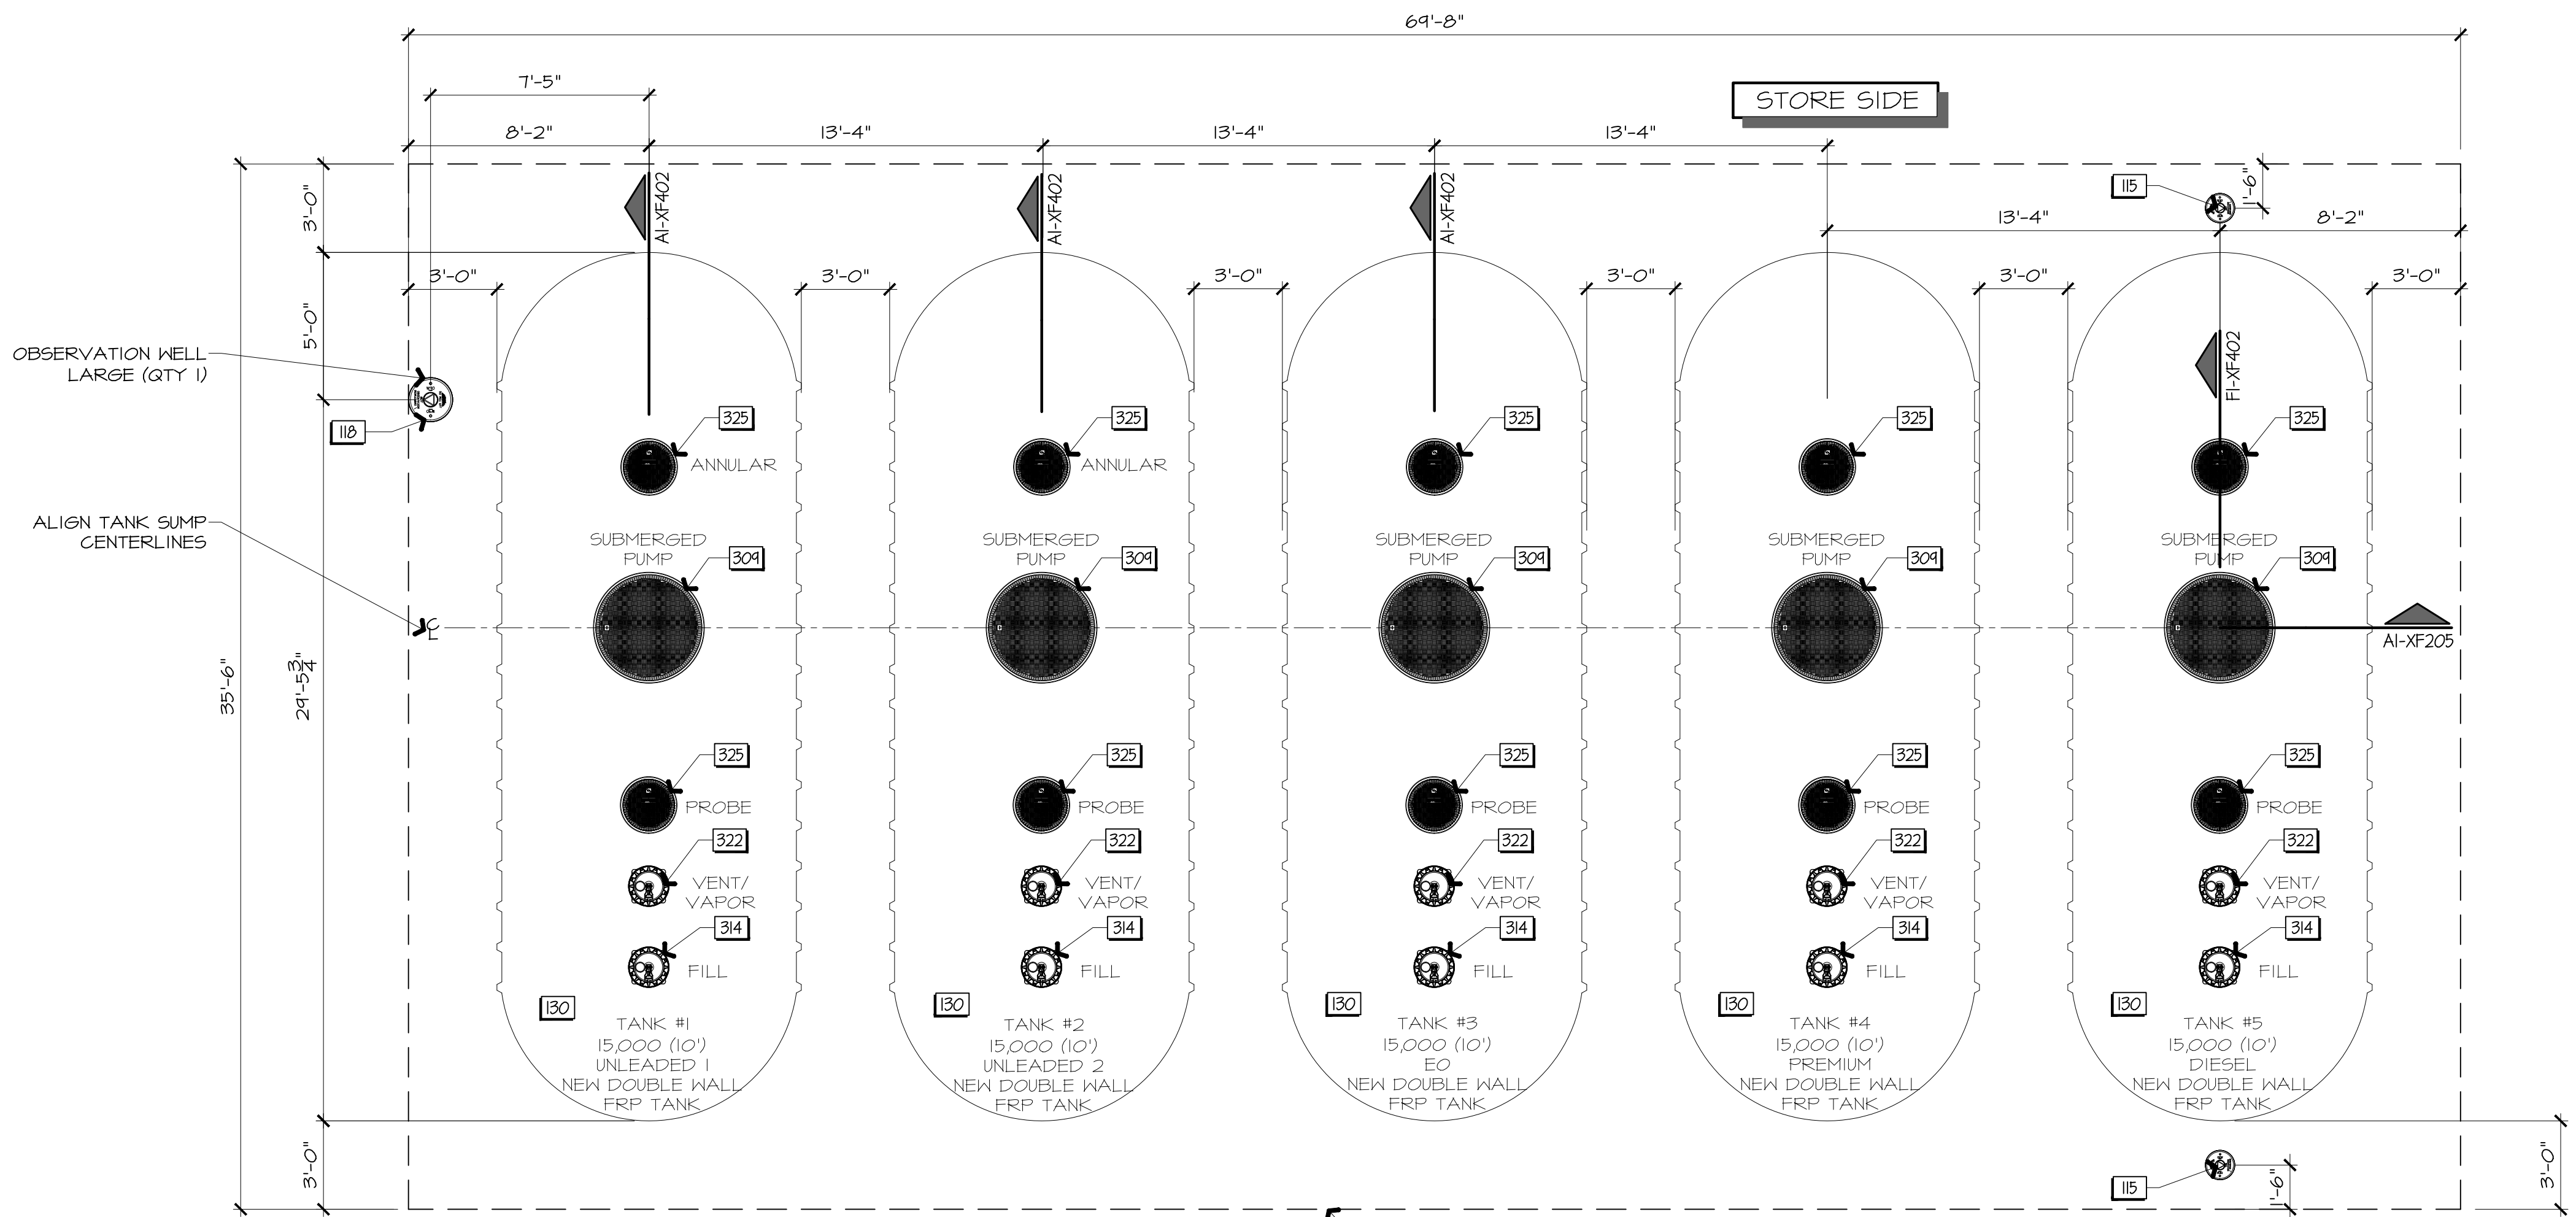 69'-8"
7'-5"
STORE SIDE
8'-2"
13'-4"
13'-4"
13'-4"
3'-0"
A1-XF402
A1-XF402
A1-XF402
115
1'-6"
13'-4"
8'-2"
3'-0"
3'-0"
3'-0"
3'-0"
3'-0"
3'-0"
5'-0"
OBSERVATION WELL
LARGE (QTY 1)
118
F1-XF402
325
325
325
325
325
ANNULAR
ANNULAR
ALIGN TANK SUMP
CENTERLINES
SUBMERGED
PUMP
309
SUBMERGED
PUMP
309
SUBMERGED
PUMP
309
SUBMERGED
PUMP
309
SUBMERGED
PUMP
309
CL
A1-XF205
35'-6"
29'-5 3/4"
325
325
325
325
325
PROBE
PROBE
PROBE
PROBE
PROBE
322
322
322
322
322
VENT/
VAPOR
VENT/
VAPOR
VENT/
VAPOR
VENT/
VAPOR
VENT/
VAPOR
314
314
314
314
314
FILL
FILL
FILL
FILL
FILL
130
TANK #1
15,000 (10')
UNLEADED 1
NEW DOUBLE WALL
FRP TANK
130
TANK #2
15,000 (10')
UNLEADED 2
NEW DOUBLE WALL
FRP TANK
130
TANK #3
15,000 (10')
E0
NEW DOUBLE WALL
FRP TANK
130
TANK #4
15,000 (10')
PREMIUM
NEW DOUBLE WALL
FRP TANK
130
TANK #5
15,000 (10')
DIESEL
NEW DOUBLE WALL
FRP TANK
3'-0"
115
1'-6"
3'-0"